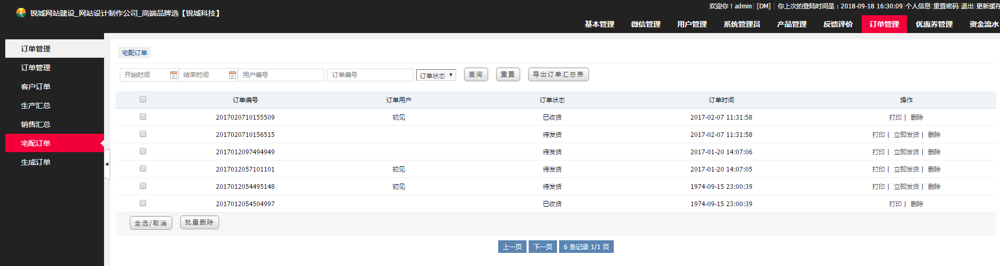 锐城网站建设_网站设计制作公司_高端品牌选【锐城科技】
欢迎你！admin| [DM] | 你上次的登陆时间是：2018-09-18 16:30:09|个人信息|重置密码|退出|更新缓存
基本管理 微信管理 用户管理 系统管理员 产品管理 反馈评价 订单管理 优惠券管理 资金流水
订单管理
订单管理
客户订单
生产汇总
销售汇总
宅配订单
生成订单
宅配订单
开始时间 结束时间 用户编号 订单编号 订单状态 查询 重置 导出订单汇总表
订单编号 订单用户 订单状态 订单时间 操作
2017020710155509 初见 已收货 2017-02-07 11:31:58 打印 | 删除
2017020710156515 待发货 2017-02-07 11:31:58 打印 | 立即发货 | 删除
2017012097494949 待发货 2017-01-20 14:07:06 打印 | 立即发货 | 删除
2017012057101101 初见 待发货 2017-01-20 14:07:05 打印 | 立即发货 | 删除
2017012054495148 初见 待发货 1974-09-15 23:00:39 打印 | 立即发货 | 删除
2017012054504997 已收货 1974-09-15 23:00:39 打印 | 删除
全选/取消 批量删除
上一页 下一页 6 条记录 1/1 页